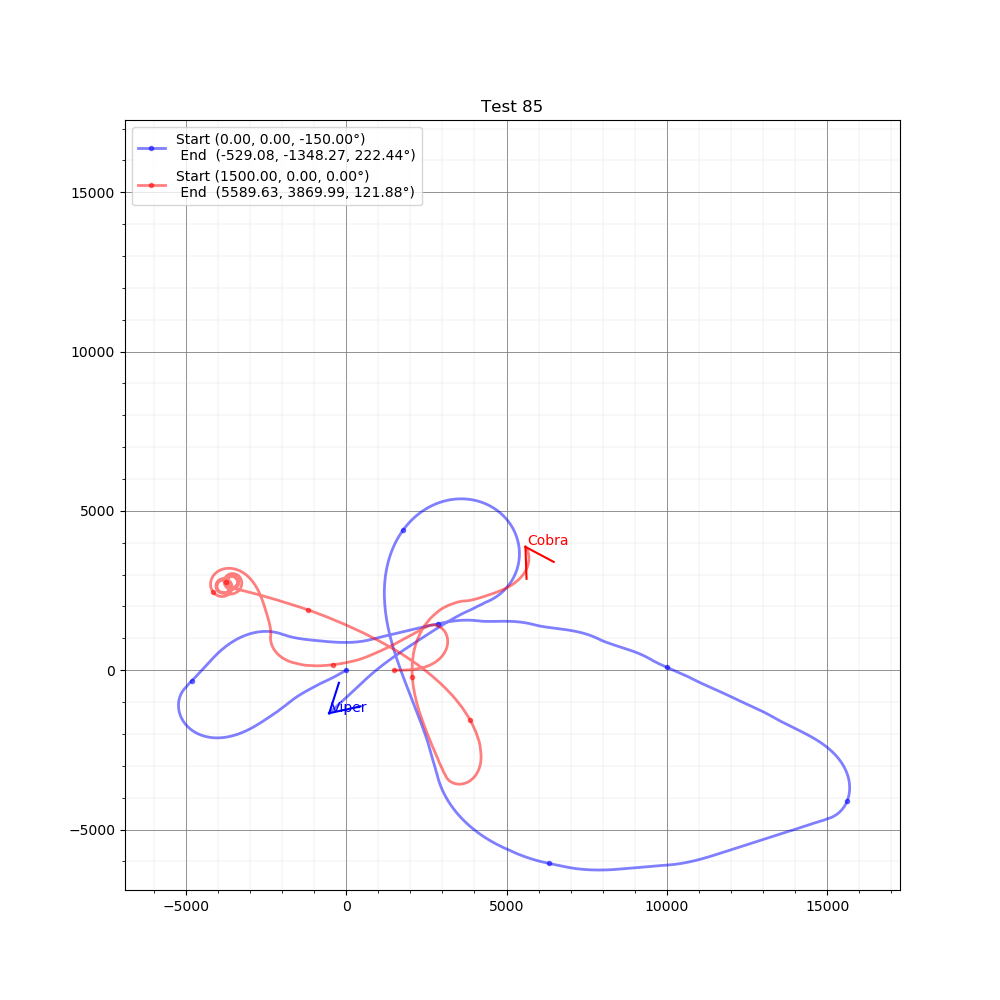 Test 85
Start (0.00, 0.00, -150.00°)
End (-529.08, -1348.27, 222.44°)
Start (1500.00, 0.00, 0.00°)
End (5589.63, 3869.99, 121.88°)
15000
10000
5000
Cobra
0
Viper
−5000
−5000 0 5000 10000 15000